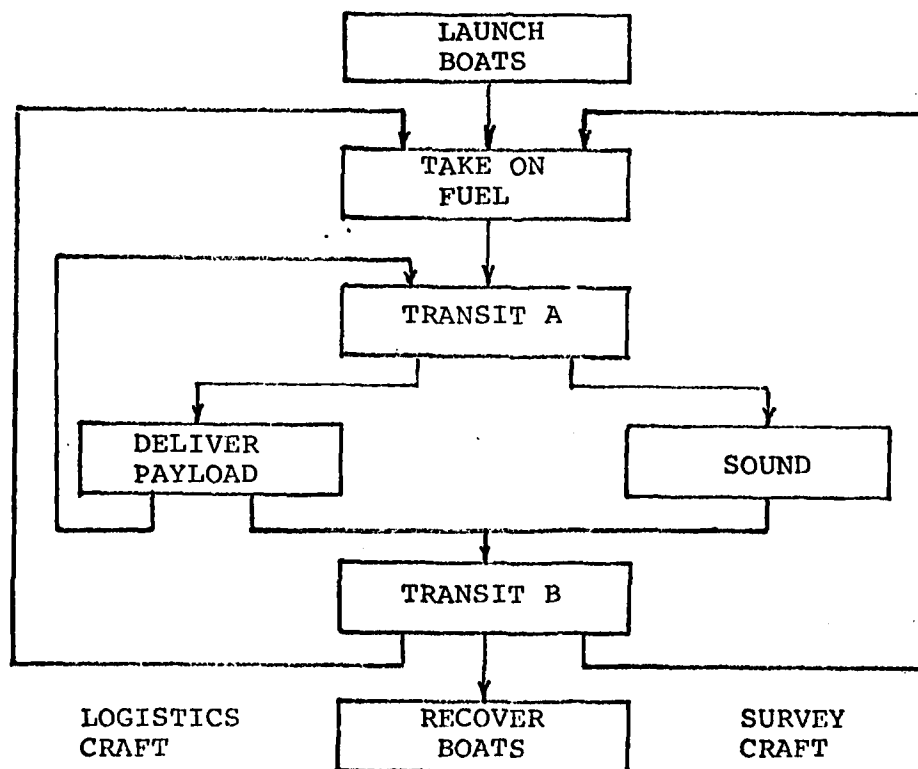 LAUNCH
BOATS
TAKE ON
FUEL
TRANSIT A
DELIVER
PAYLOAD
SOUND
TRANSIT B
LOGISTICS
CRAFT
RECOVER
BOATS
SURVEY
CRAFT